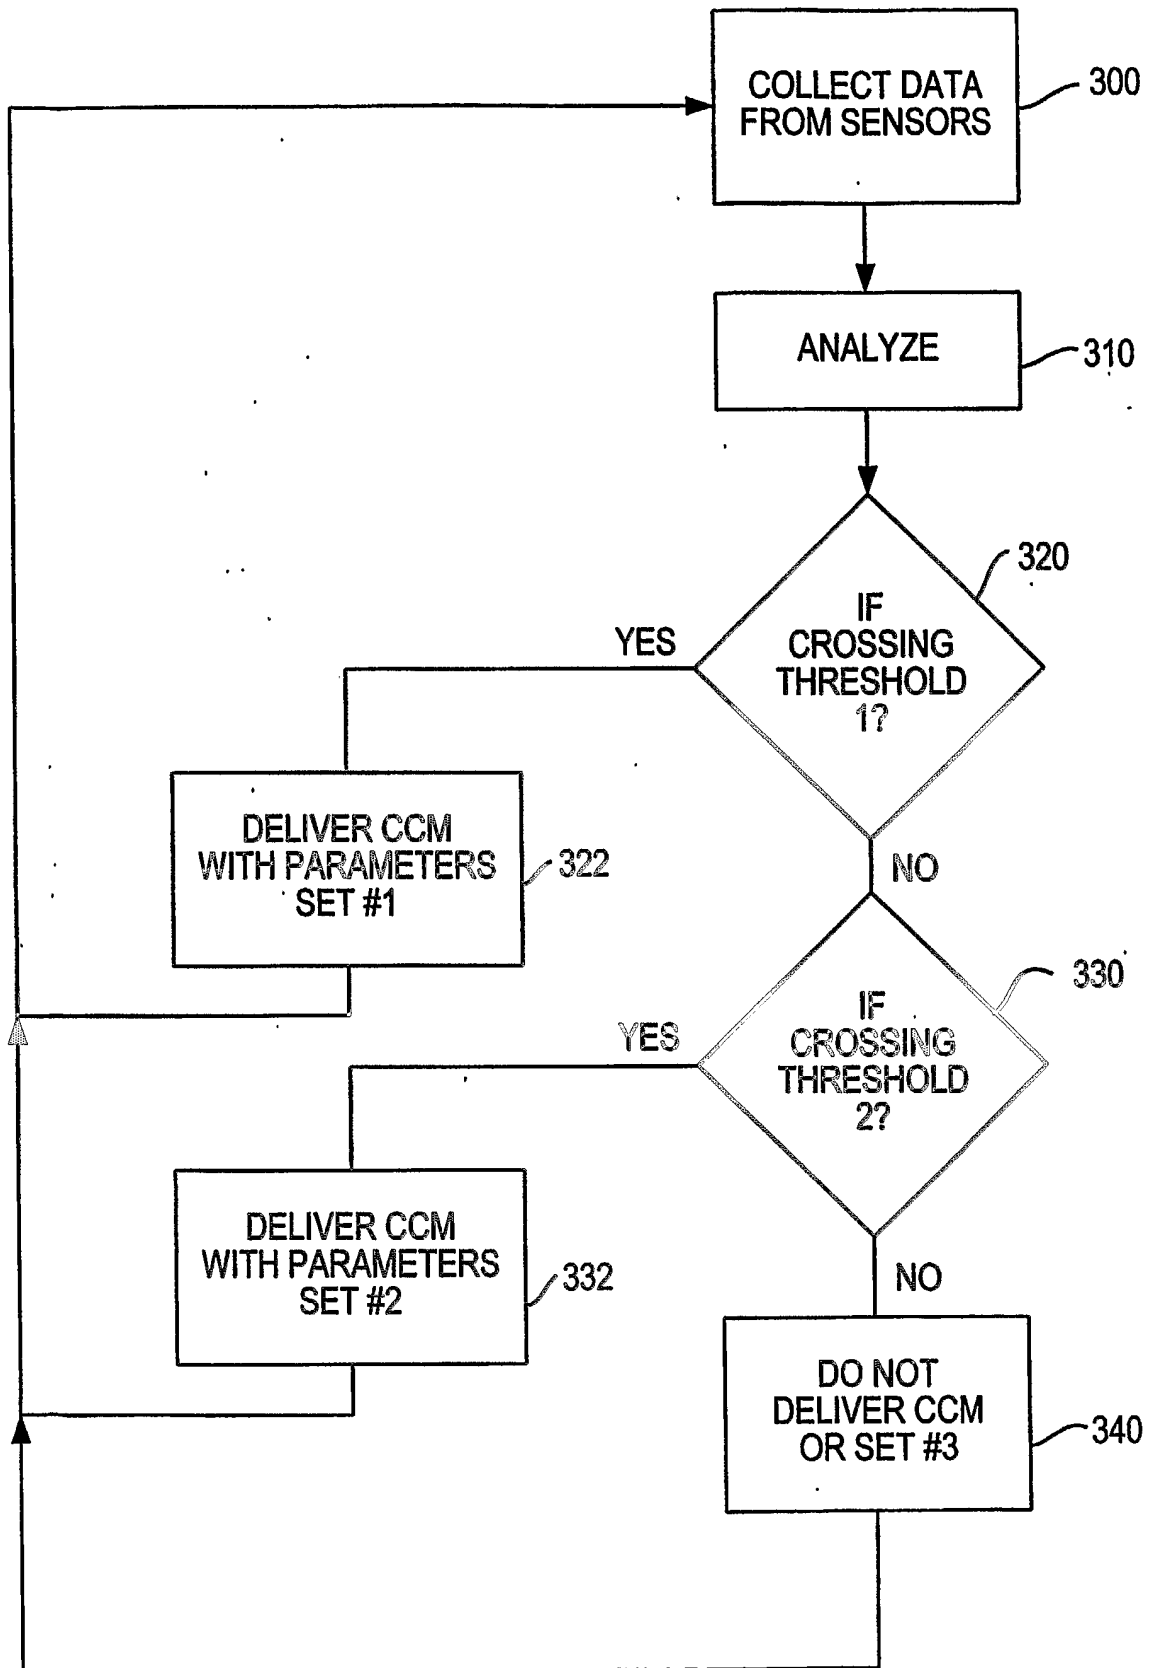 COLLECT DATA
FROM SENSORS
300
ANALYZE
310
320
IF
CROSSING
THRESHOLD
1?
YES
DELIVER CCM
WITH PARAMETERS
SET #1
322
NO
330
IF
CROSSING
THRESHOLD
2?
YES
DELIVER CCM
WITH PARAMETERS
SET #2
332
NO
DO NOT
DELIVER CCM
OR SET #3
340